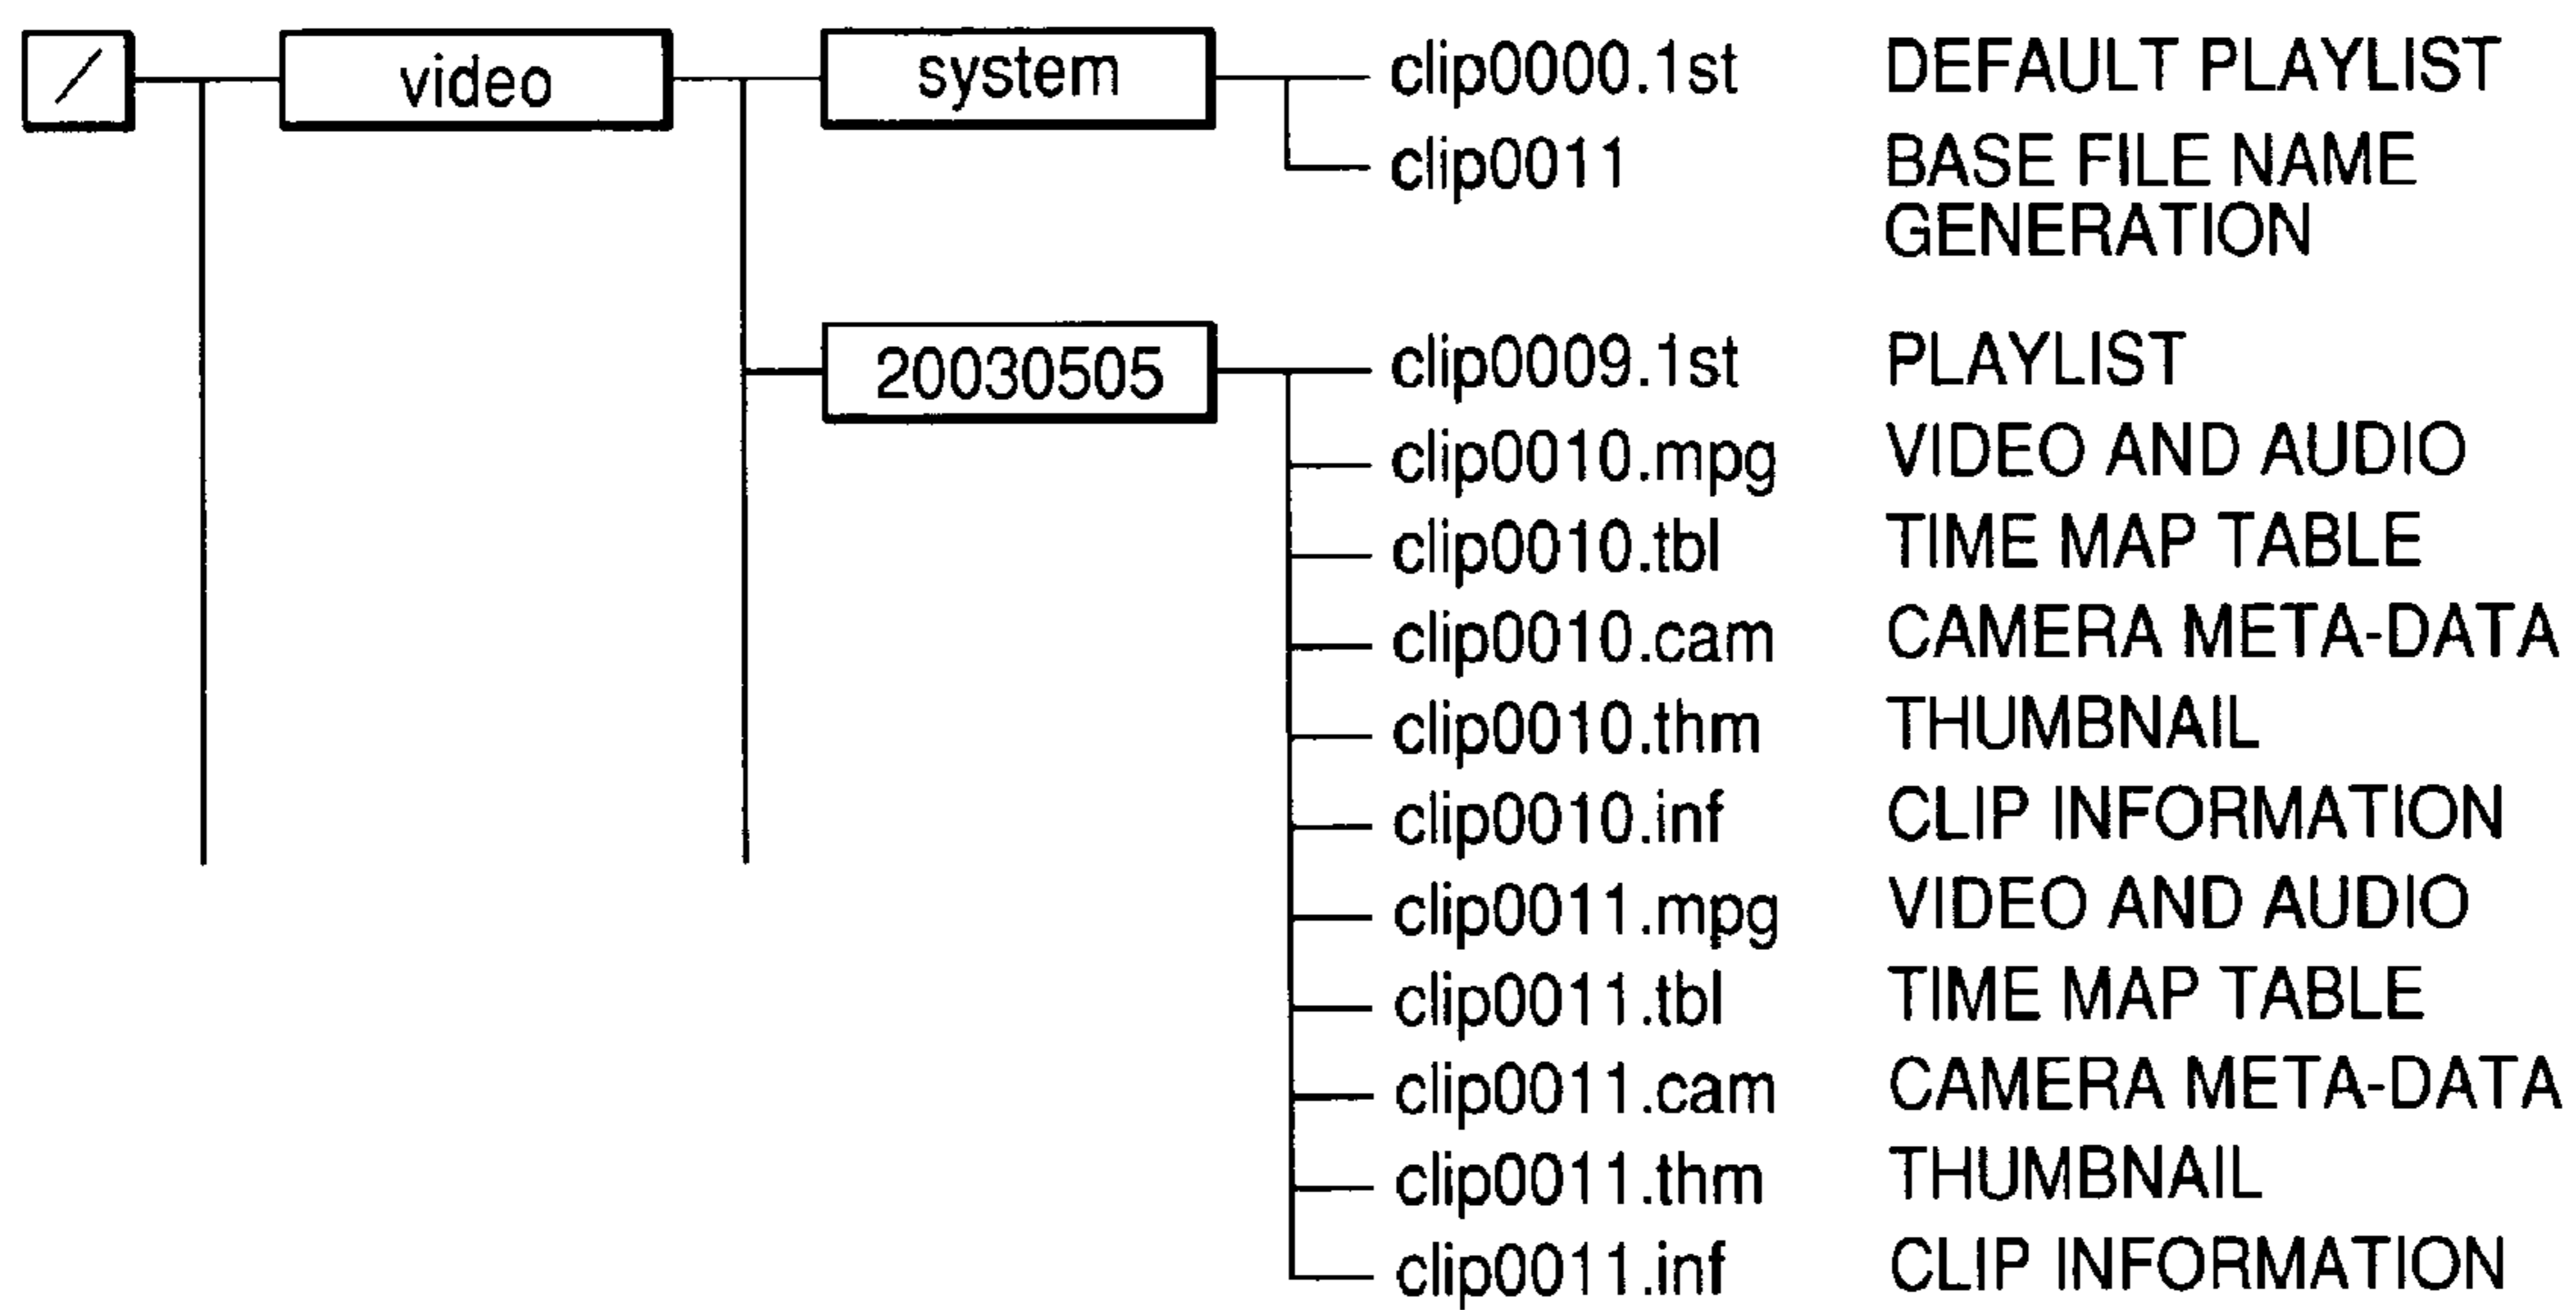 / video system clip0000.1st DEFAULT PLAYLIST
clip0011 BASE FILE NAME
GENERATION
20030505 clip0009.1st PLAYLIST
clip0010.mpg VIDEO AND AUDIO
clip0010.tbl TIME MAP TABLE
clip0010.cam CAMERA META-DATA
clip0010.thm THUMBNAIL
clip0010.inf CLIP INFORMATION
clip0011.mpg VIDEO AND AUDIO
clip0011.tbl TIME MAP TABLE
clip0011.cam CAMERA META-DATA
clip0011.thm THUMBNAIL
clip0011.inf CLIP INFORMATION